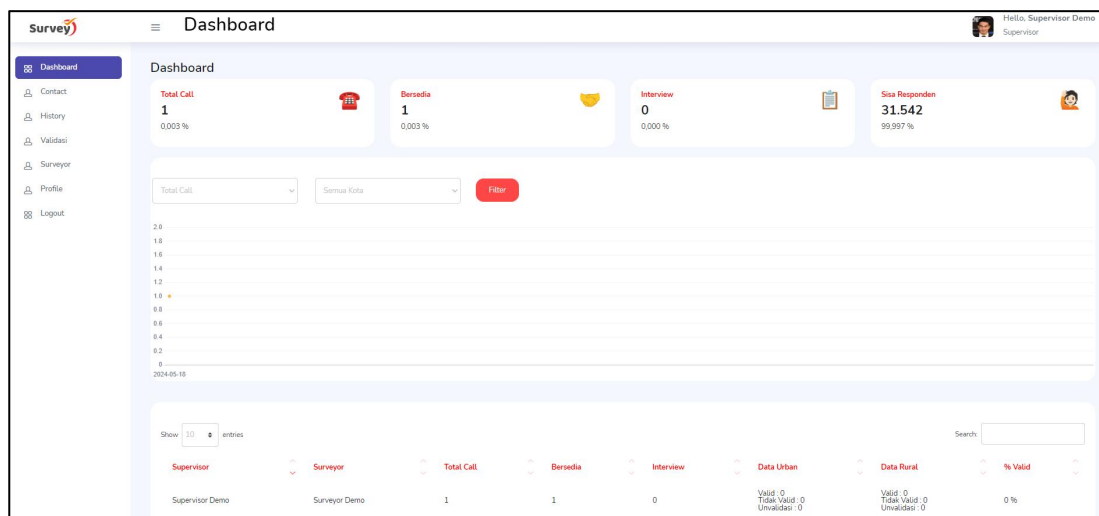 Survey
Dashboard
Hello, Supervisor Demo
Supervisor
Dashboard
Contact
History
Validasi
Surveyor
Profile
Logout
Dashboard
Total Call
1
0,003 %
Bersedia
1
0,003 %
Interview
0
0,000 %
Sisa Responden
31.542
99,997 %
Total Call
Semua Kota
Filter
2.0
1.8
1.6
1.4
1.2
1.0
0.8
0.6
0.4
0.2
0
2024-05-18
Show 10 entries
Search:
Supervisor Surveyor Total Call Bersedia Interview Data Urban Data Rural % Valid
Supervisor Demo Surveyor Demo 1 1 0 Valid : 0 Valid : 0 0 %
Tidak Valid : 0 Tidak Valid : 0
Unvalidasi : 0 Unvalidasi : 0